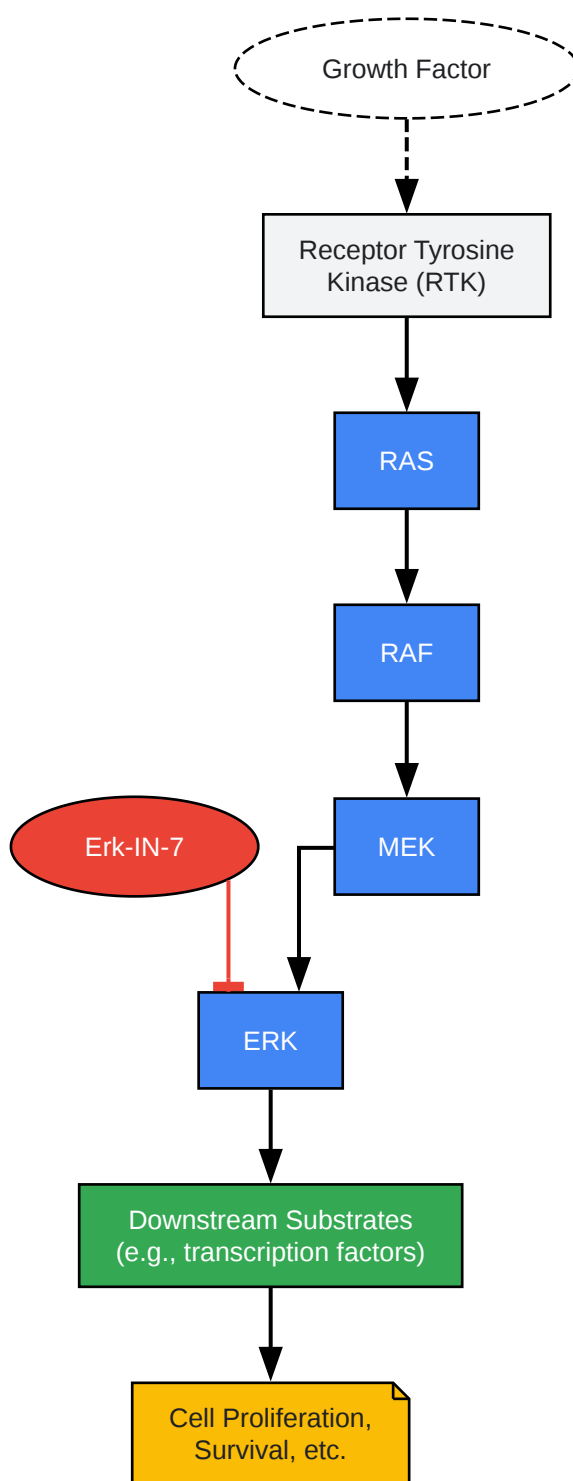 Growth Factor
Receptor Tyrosine
Kinase (RTK)
RAS
RAF
Erk-IN-7
MEK
ERK
Downstream Substrates
(e.g., transcription factors)
Cell Proliferation,
Survival, etc.